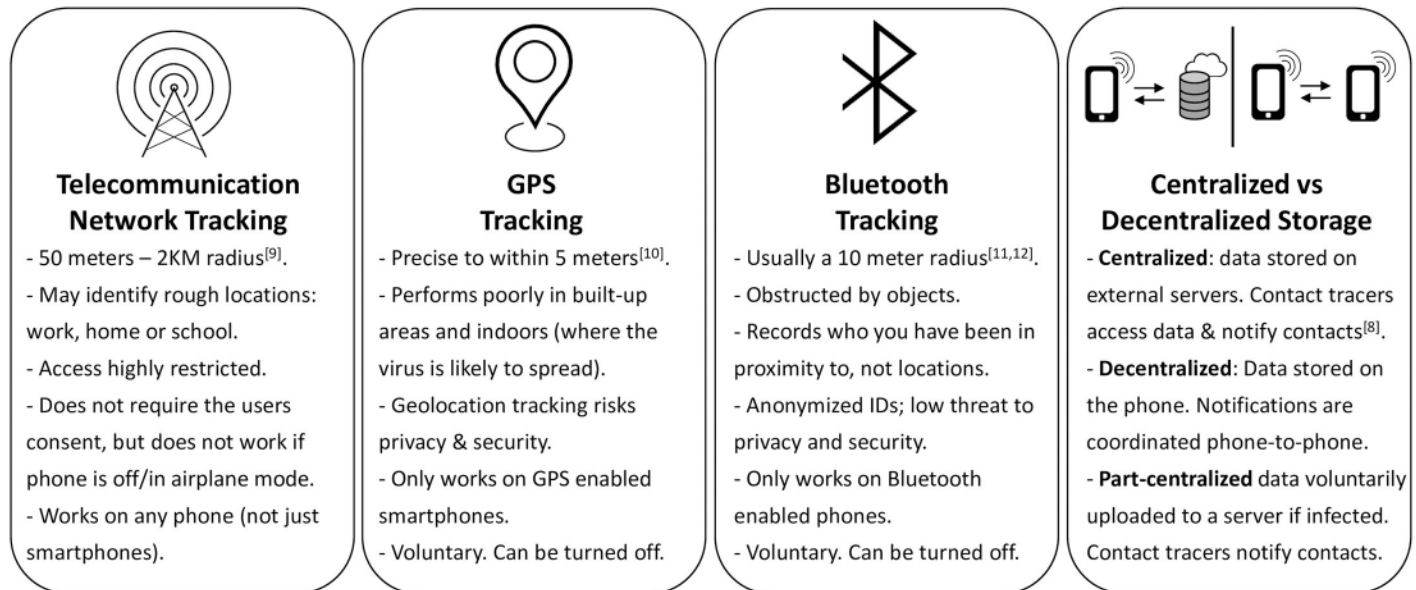 Telecommunication
Network Tracking
- 50 meters – 2KM radius[9].
- May identify rough locations:
work, home or school.
- Access highly restricted.
- Does not require the users
consent, but does not work if
phone is off/in airplane mode.
- Works on any phone (not just
smartphones).
GPS
Tracking
- Precise to within 5 meters[10].
- Performs poorly in built-up
areas and indoors (where the
virus is likely to spread).
- Geolocation tracking risks
privacy & security.
- Only works on GPS enabled
smartphones.
- Voluntary. Can be turned off.
Bluetooth
Tracking
- Usually a 10 meter radius[11,12].
- Obstructed by objects.
- Records who you have been in
proximity to, not locations.
- Anonymized IDs; low threat to
privacy and security.
- Only works on Bluetooth
enabled phones.
- Voluntary. Can be turned off.
Centralized vs
Decentralized Storage
- Centralized: data stored on
external servers. Contact tracers
access data & notify contacts[8].
- Decentralized: Data stored on
the phone. Notifications are
coordinated phone-to-phone.
- Part-centralized data voluntarily
uploaded to a server if infected.
Contact tracers notify contacts.